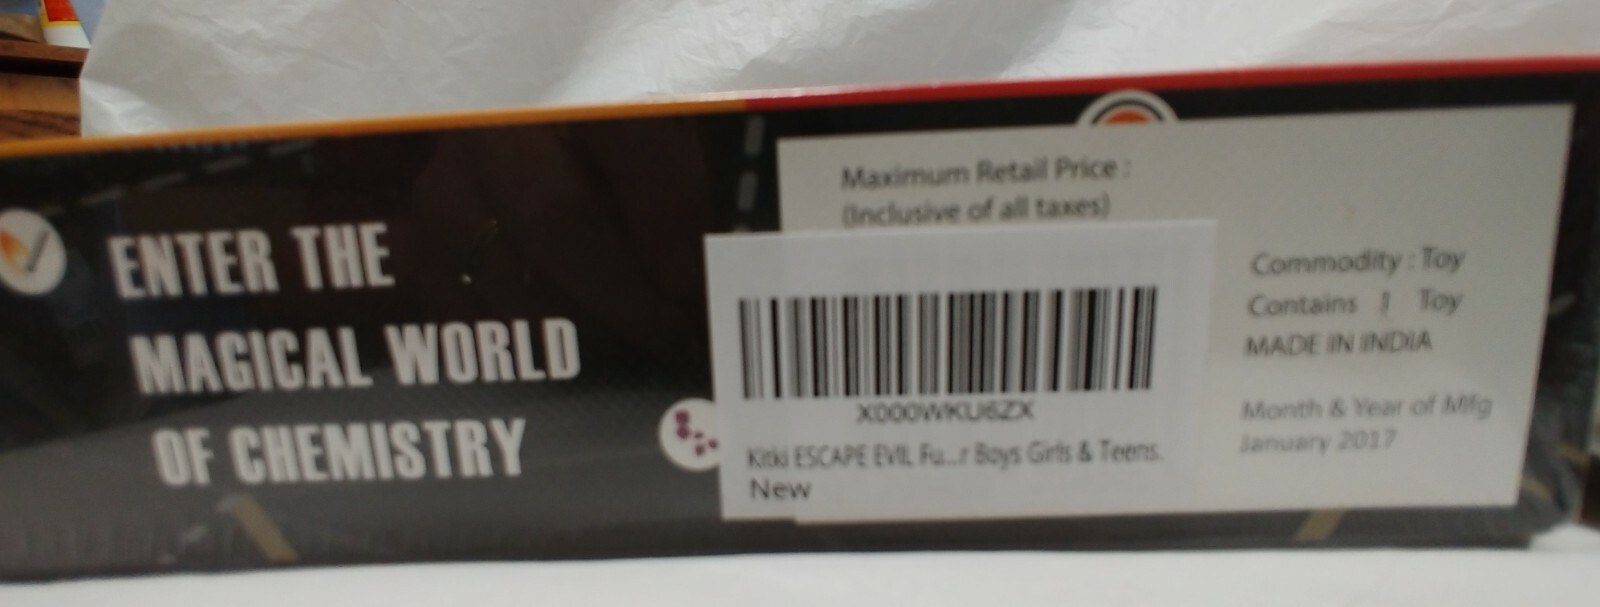 ENTER THE
MAGICAL WORLD
OF CHEMISTRY
Maximum Retail Price :
(Inclusive of all taxes)
X000WKU6ZX
Kitki ESCAPE EVIL Fu...r Boys Girls & Teens.
New
Commodity : Toy
Contains 1 Toy
MADE IN INDIA
Month & Year of Mfg
January 2017